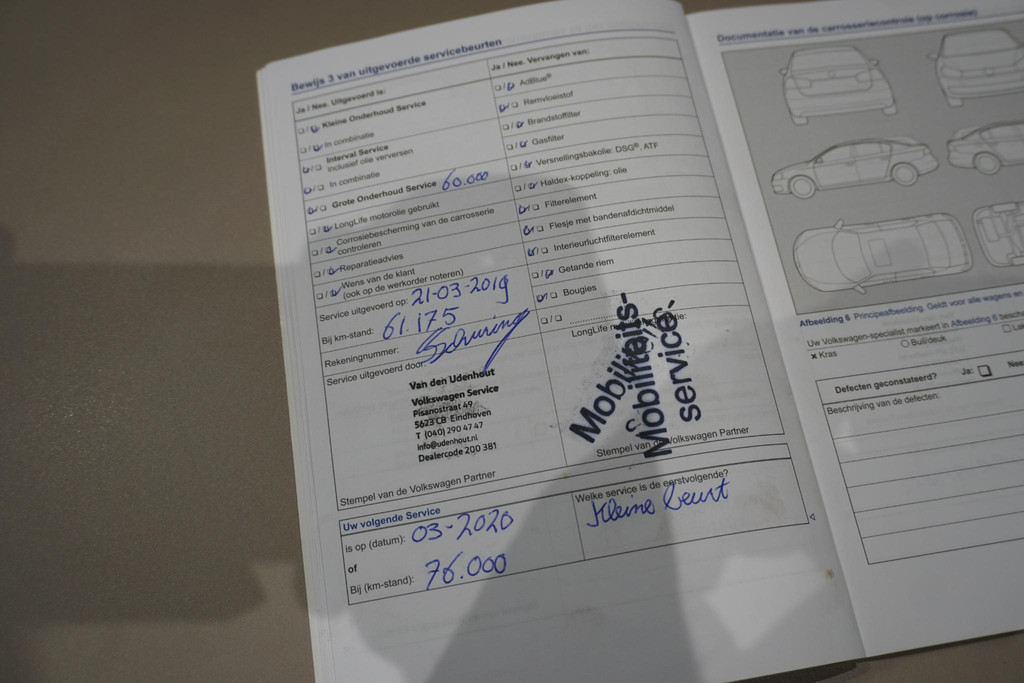 Bewijs 3 van uitgevoerde servicebeurten
Ja / Nee. Uitgevoerd is:
Kleine Onderhoud Service
In combinatie
Interval Service
inclusief olie verversen
In combinatie
Grote Onderhoud Service 60.000
LongLife motorolie gebruikt
Corrosiebescherming van de carrosserie
controleren
Reparatieadvies
Wens van de klant
(ook op de werkorder noteren)
Service uitgevoerd op: 21-03-2019
Bij km-stand: 61.175
Rekeningnummer:
Service uitgevoerd door:
Van den Udenhout
Volkswagen Service
Pisanostraat 49
5623 CB Eindhoven
T (040) 290 47 47
info@udenhout.nl
Dealercode 200 381
Stempel van de Volkswagen Partner
Ja / Nee. Vervangen van:
AdBlue®
Remvloeistof
Brandstoffilter
Gasfilter
Versnellingsbakolie: DSG®, ATF
Haldex-koppeling: olie
Filterelement
Flesje met bandenafdichtmiddel
Interieurluchtfilterelement
Getande riem
Bougies
LongLife
Mobiliteits-
Mobiliteits-
service.
Stempel van de Volkswagen Partner
Uw volgende Service
is op (datum): 03-2020
of
Bij (km-stand): 76.000
Welke service is de eerstvolgende?
Kleine beurt
Documentatie van de carrosseriecontrole (op corrosie)
Afbeelding 6 Principeafbeelding. Geldt voor alle wagens en
Uw Volkswagen-specialist markeert in Afbeelding 6
x Kras
Buil/deuk
Defecten geconstateerd? Ja: Nee
Beschrijving van de defecten: